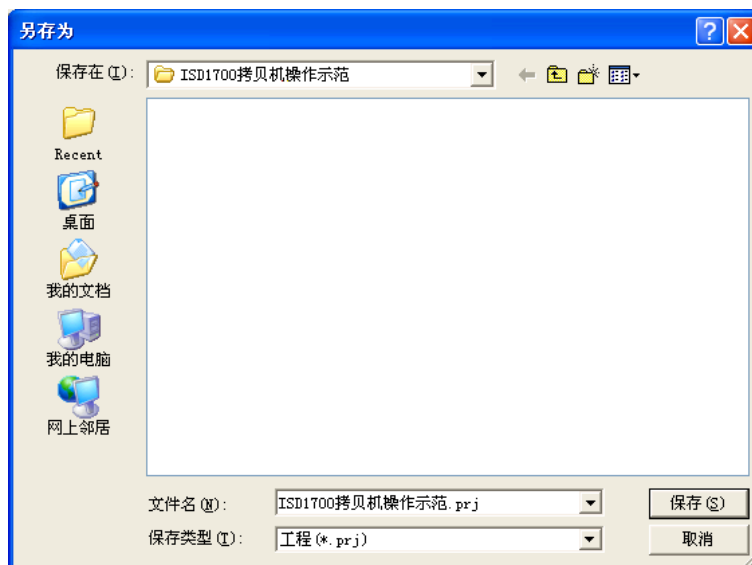 另存为
保存在(I):
ISD1700拷贝机操作示范
Recent
桌面
我的文档
我的电脑
网上邻居
文件名(N):
ISD1700拷贝机操作示范.prj
保存(S)
保存类型(T):
工程(*.prj)
取消